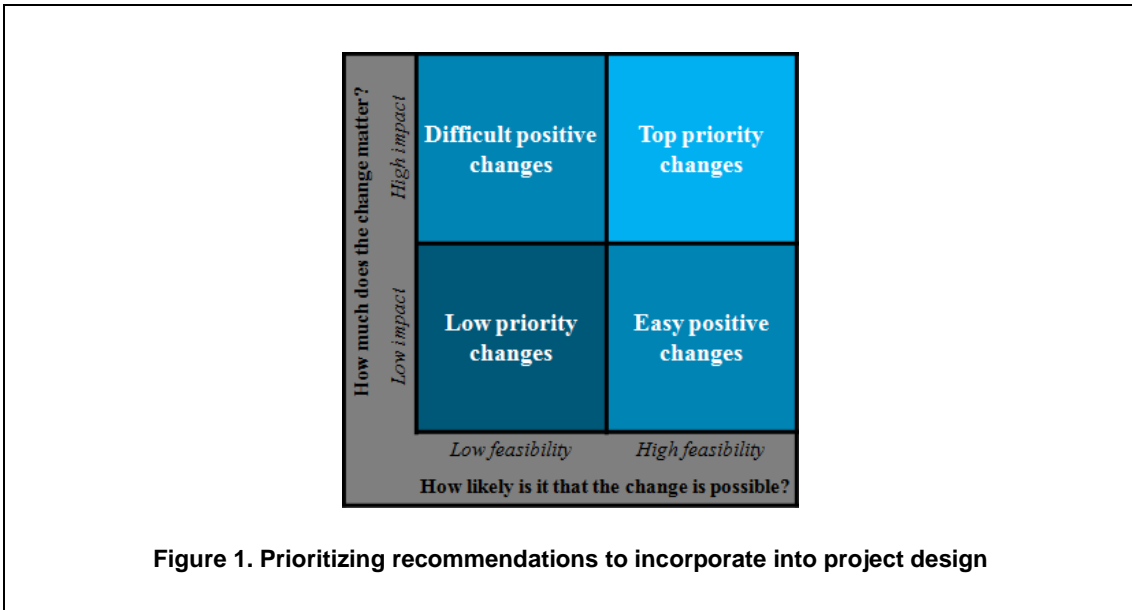 How much does the change matter?
High impact
Low impact
Difficult positive
changes
Top priority
changes
Low priority
changes
Easy positive
changes
Low feasibility
High feasibility
How likely is it that the change is possible?
Figure 1. Prioritizing recommendations to incorporate into project design